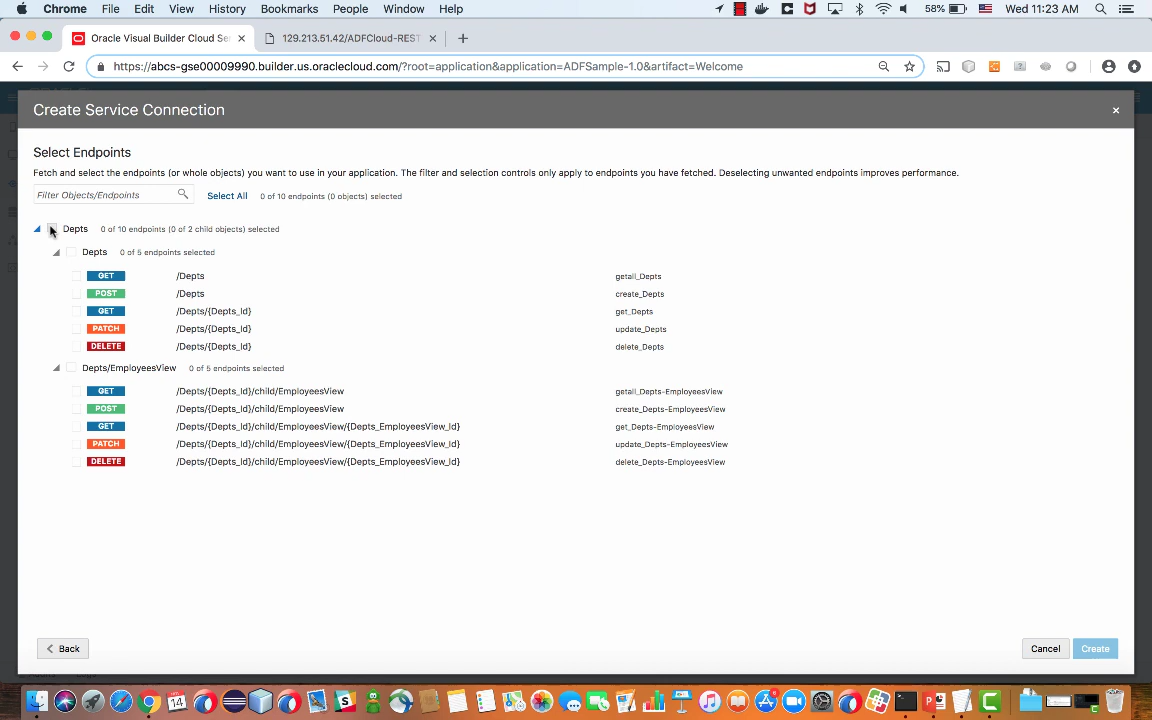 Chrome File Edit View History Bookmarks People Window Help 58% Wed 11:23 AM
Oracle Visual Builder Cloud Se 129.213.51.42/ADFCloud-REST
https://abcs-gse00009990.builder.us.oraclecloud.com/?root=application&application=ADFSample-1.0&artifact=Welcome
Create Service Connection
Select Endpoints
Fetch and select the endpoints (or whole objects) you want to use in your application. The filter and selection controls only apply to endpoints you have fetched. Deselecting unwanted endpoints improves performance.
Filter Objects/Endpoints Select All 0 of 10 endpoints (0 objects) selected
Depts 0 of 10 endpoints (0 of 2 child objects) selected
Depts 0 of 5 endpoints selected
GET /Depts getall_Depts
POST /Depts create_Depts
GET /Depts/{Depts_Id} get_Depts
PATCH /Depts/{Depts_Id} update_Depts
DELETE /Depts/{Depts_Id} delete_Depts
Depts/EmployeesView 0 of 5 endpoints selected
GET /Depts/{Depts_Id}/child/EmployeesView getall_Depts-EmployeesView
POST /Depts/{Depts_Id}/child/EmployeesView create_Depts-EmployeesView
GET /Depts/{Depts_Id}/child/EmployeesView/{Depts_EmployeesView_Id} get_Depts-EmployeesView
PATCH /Depts/{Depts_Id}/child/EmployeesView/{Depts_EmployeesView_Id} update_Depts-EmployeesView
DELETE /Depts/{Depts_Id}/child/EmployeesView/{Depts_EmployeesView_Id} delete_Depts-EmployeesView
Back Cancel Create
14